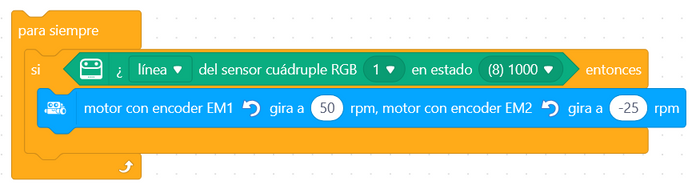 para siempre
si ¿ línea del sensor cuádruple RGB 1 en estado (8) 1000 entonces
motor con encoder EM1 gira a 50 rpm, motor con encoder EM2 gira a -25 rpm